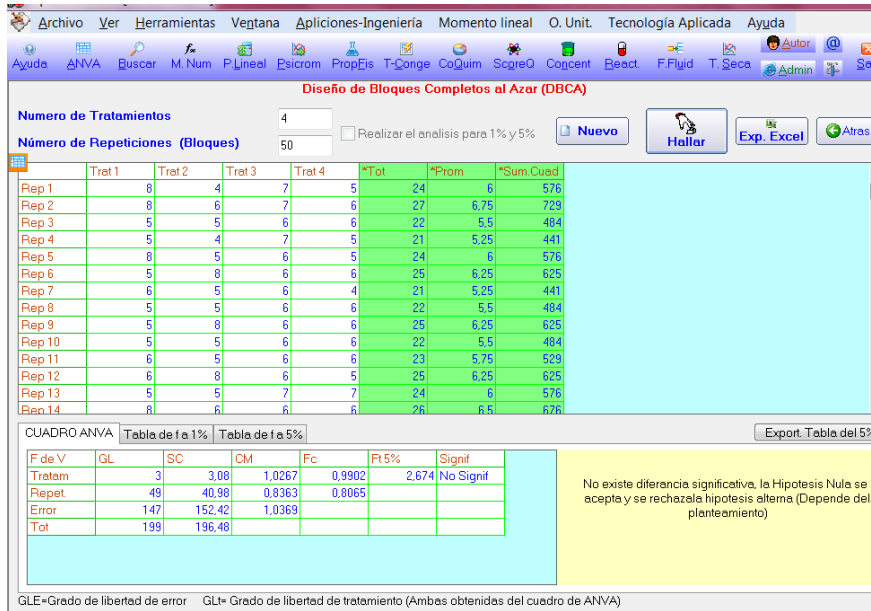 Archivo Ver Herramientas Ventana Apliciones-Ingeniería Momento lineal O. Unit. Tecnología Aplicada Ayuda
Ayuda ANVA Buscar M. Num P.Lineal Psicrom PropFis T-Conge CoQuim ScoreQ Concent React. F.Fluid T. Seca Autor @ Admin
Diseño de Bloques Completos al Azar (DBCA)
Numero de Tratamientos 4
Número de Repeticiones (Bloques) 50
Realizar el analisis para 1% y 5% Nuevo Hallar Exp. Excel Atras
Trat 1 Trat 2 Trat 3 Trat 4 *Tot *Prom *Sum.Cuad
Rep 1 8 4 7 5 24 6 576
Rep 2 8 6 7 6 27 6,75 729
Rep 3 5 5 6 6 22 5,5 484
Rep 4 5 4 7 5 21 5,25 441
Rep 5 8 5 6 5 24 6 576
Rep 6 5 8 6 6 25 6,25 625
Rep 7 6 5 6 4 21 5,25 441
Rep 8 5 5 6 6 22 5,5 484
Rep 9 5 8 6 6 25 6,25 625
Rep 10 5 5 6 6 22 5,5 484
Rep 11 6 5 6 6 23 5,75 529
Rep 12 6 8 6 5 25 6,25 625
Rep 13 5 5 7 7 24 6 576
Rep 14 8 6 6 6 26 6,5 676
CUADRO ANVA Tabla de f a 1% Tabla de f a 5% Export. Tabla del 5%
F de V GL SC CM Fc Ft 5% Signif
Tratam 3 3,08 1,0267 0,9902 2,674 No Signif
Repet. 49 40,98 0,8363 0,8065
Error 147 152,42 1,0369
Tot 199 196,48
No existe diferancia significativa, la Hipotesis Nula se
acepta y se rechazala hipotesis alterna (Depende del
planteamiento)
GLE=Grado de libertad de error GLt= Grado de libertad de tratamiento (Ambas obtenidas del cuadro de ANVA)